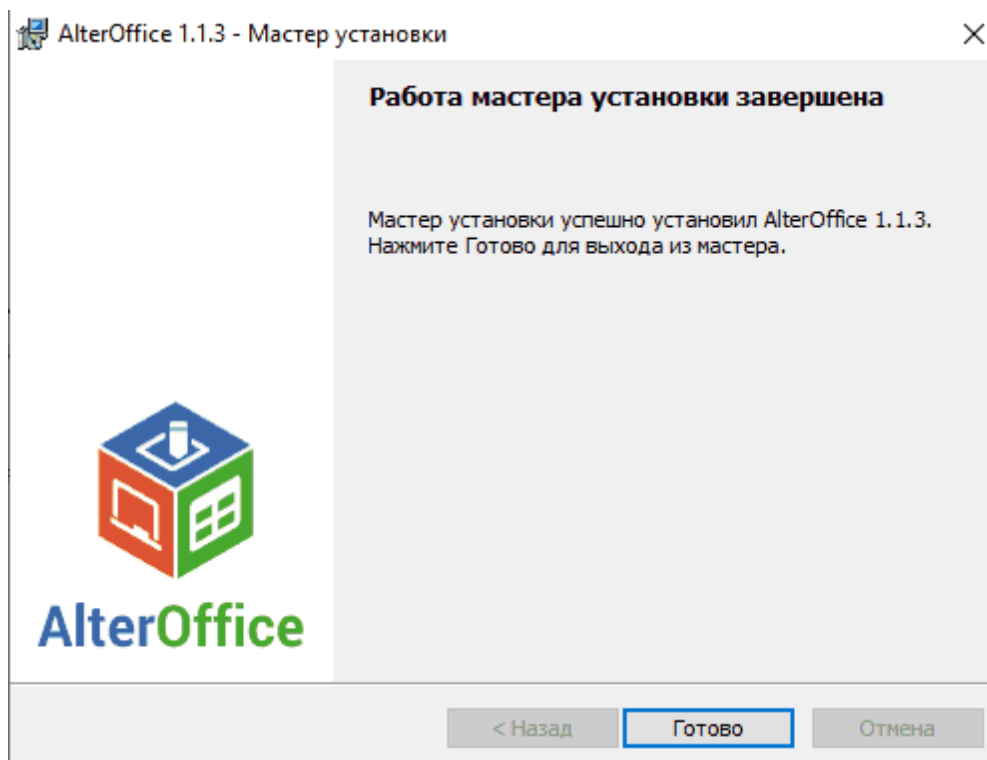 AlterOffice 1.1.3 - Мастер установки
Работа мастера установки завершена
Мастер установки успешно установил AlterOffice 1.1.3.
Нажмите Готово для выхода из мастера.
AlterOffice
< Назад
Готово
Отмена